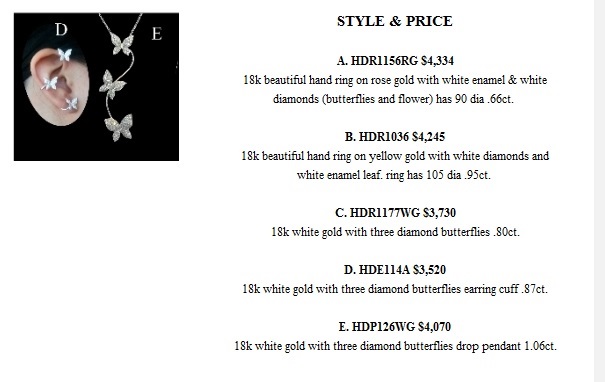 D
E
STYLE & PRICE
A. HDR1156RG $4,334
18k beautiful hand ring on rose gold with white enamel & white
diamonds (butterflies and flower) has 90 dia .66ct.
B. HDR1036 $4,245
18k beautiful hand ring on yellow gold with white diamonds and
white enamel leaf. ring has 105 dia .95ct.
C. HDR1177WG $3,730
18k white gold with three diamond butterflies .80ct.
D. HDE114A $3,520
18k white gold with three diamond butterflies earring cuff .87ct.
E. HDP126WG $4,070
18k white gold with three diamond butterflies drop pendant 1.06ct.